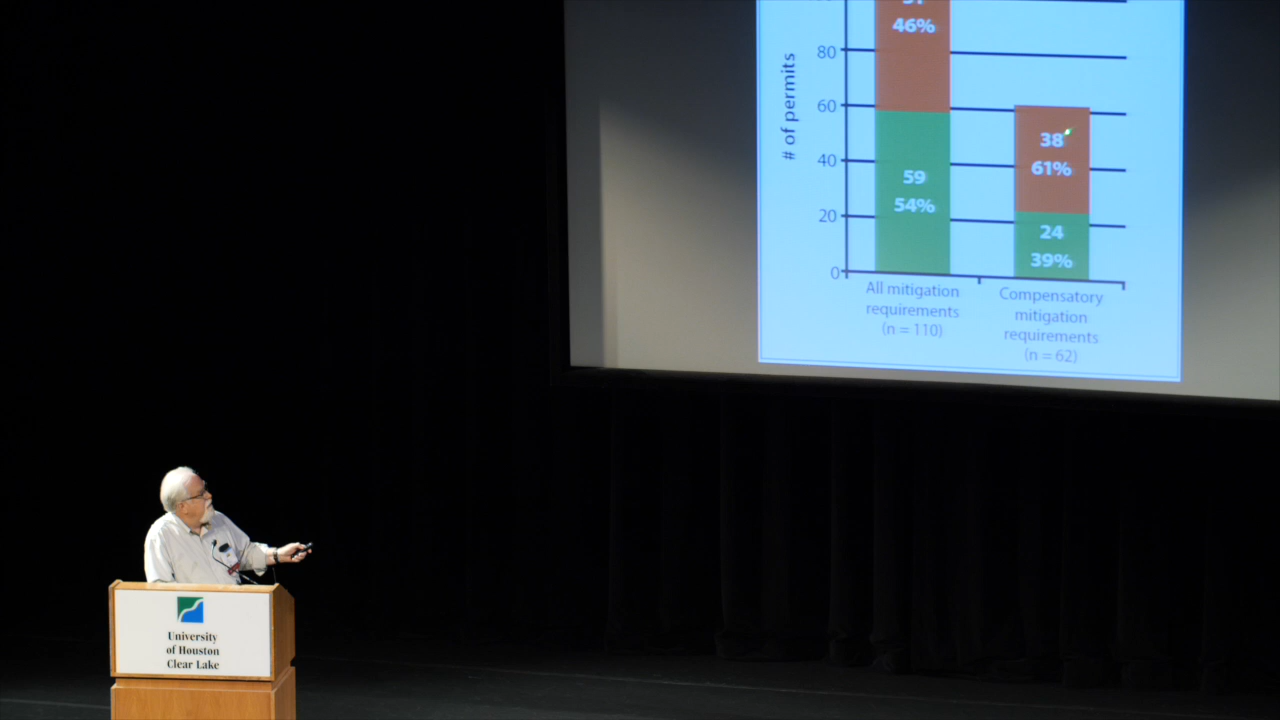 46%
# of permits
80
60
40
20
0
59
54%
38
61%
24
39%
All mitigation
requirements
(n = 110)
Compensatory
mitigation
requirements
(n = 62)
University
of Houston
Clear Lake